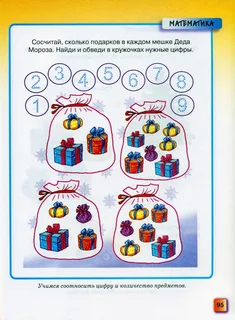 МАТЕМАТИКА
Сосчитай, сколько подарков в каждом мешке Деда
Мороза. Найди и обведи в кружочках нужные цифры.
2 3 4 5 6 7 8
1 9
Учимся соотносить цифру и количество предметов.
95